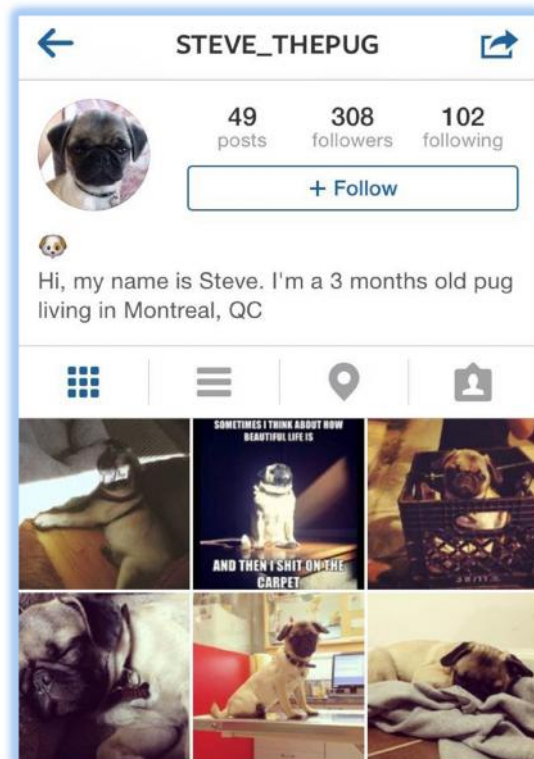 STEVE_THEPUG
49 308 102
posts followers following
+ Follow
Hi, my name is Steve. I'm a 3 months old pug
living in Montreal, QC
SOMETIMES I THINK ABOUT HOW
BEAUTIFUL LIFE IS
AND THEN I SHIT ON THE
CARPET